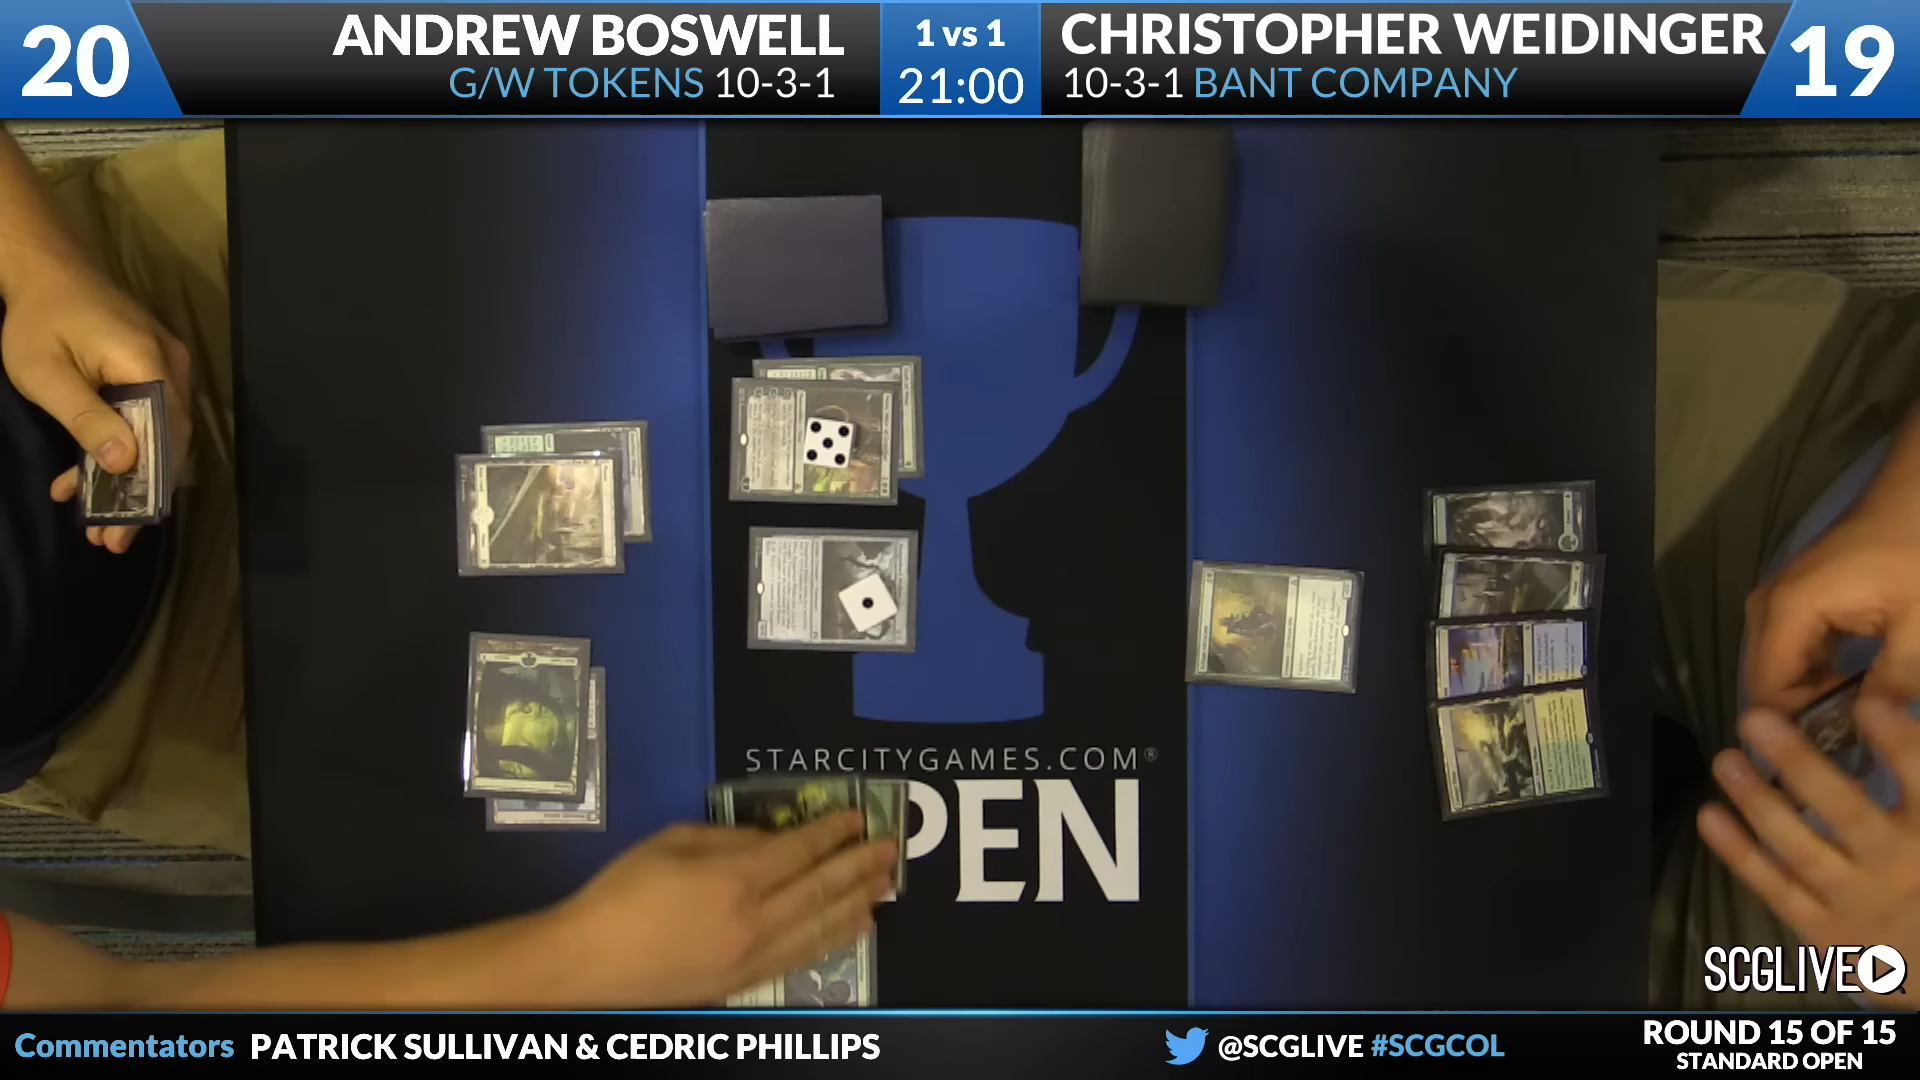 20
ANDREW BOSWELL
G/W TOKENS 10-3-1
1 vs 1
21:00
CHRISTOPHER WEIDINGER
10-3-1 BANT COMPANY
19
STARCITYGAMES.COM®
PEN
SCGLIVE
Commentators PATRICK SULLIVAN & CEDRIC PHILLIPS
@SCGLIVE #SCGCOL
ROUND 15 OF 15
STANDARD OPEN